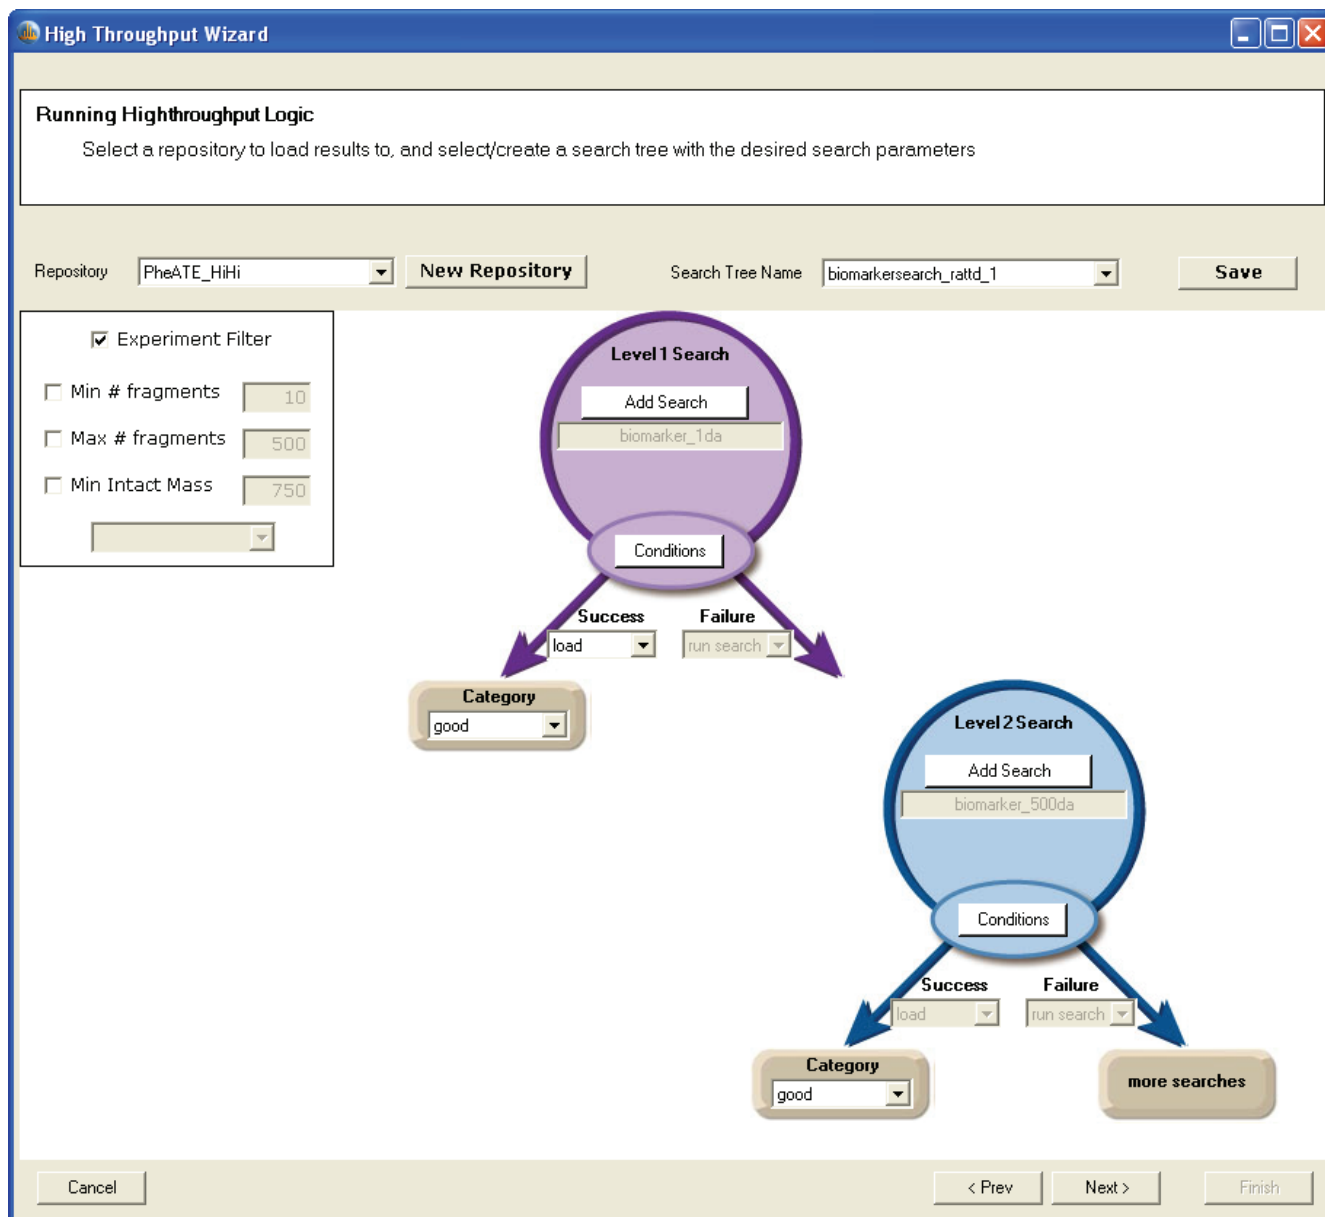 High Throughput Wizard
Running Highthroughput Logic
Select a repository to load results to, and select/create a search tree with the desired search parameters
Repository PheATE_HiHi New Repository Search Tree Name biomarkersearch_rattd_1 Save
Experiment Filter
Min # fragments 10
Max # fragments 500
Min Intact Mass 750
Level 1 Search
Add Search
biomarker_1da
Conditions
Success Failure
load run search
Category
good
Level 2 Search
Add Search
biomarker_500da
Conditions
Success Failure
load run search
Category
good
more searches
Cancel < Prev Next > Finish